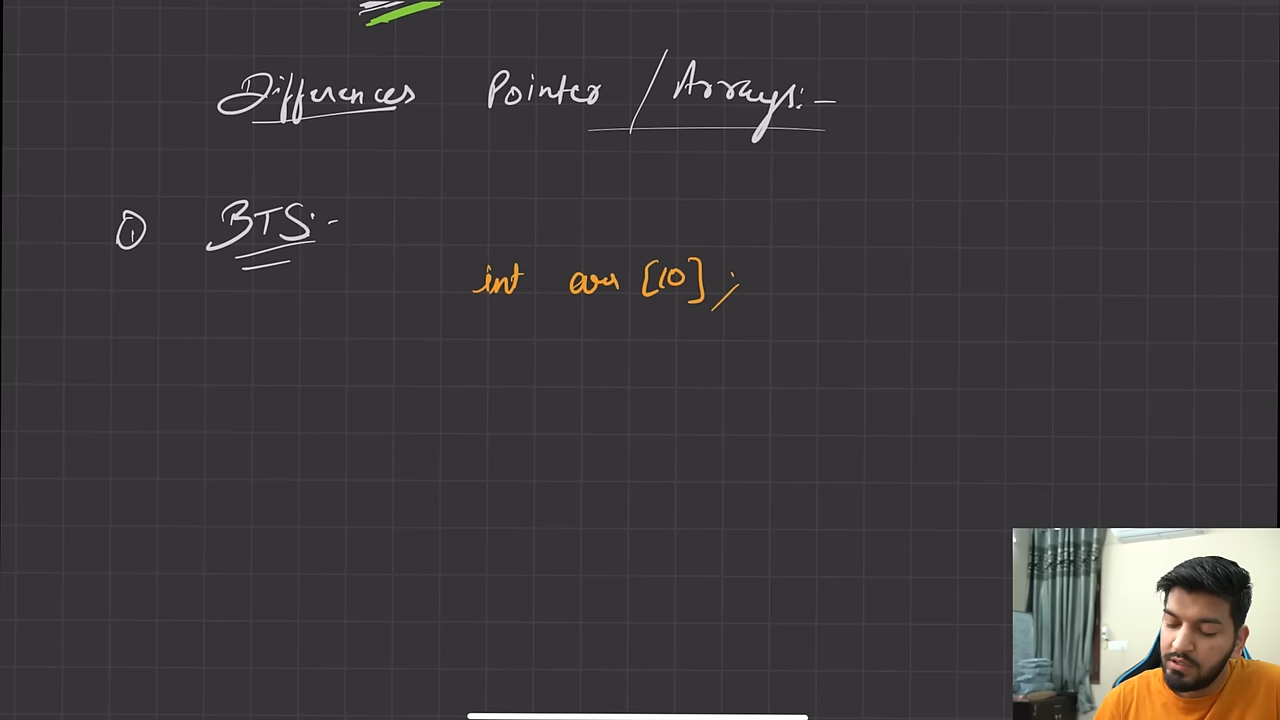 Differences Pointer / Arrays:-
① BTS:-
int arr [10];